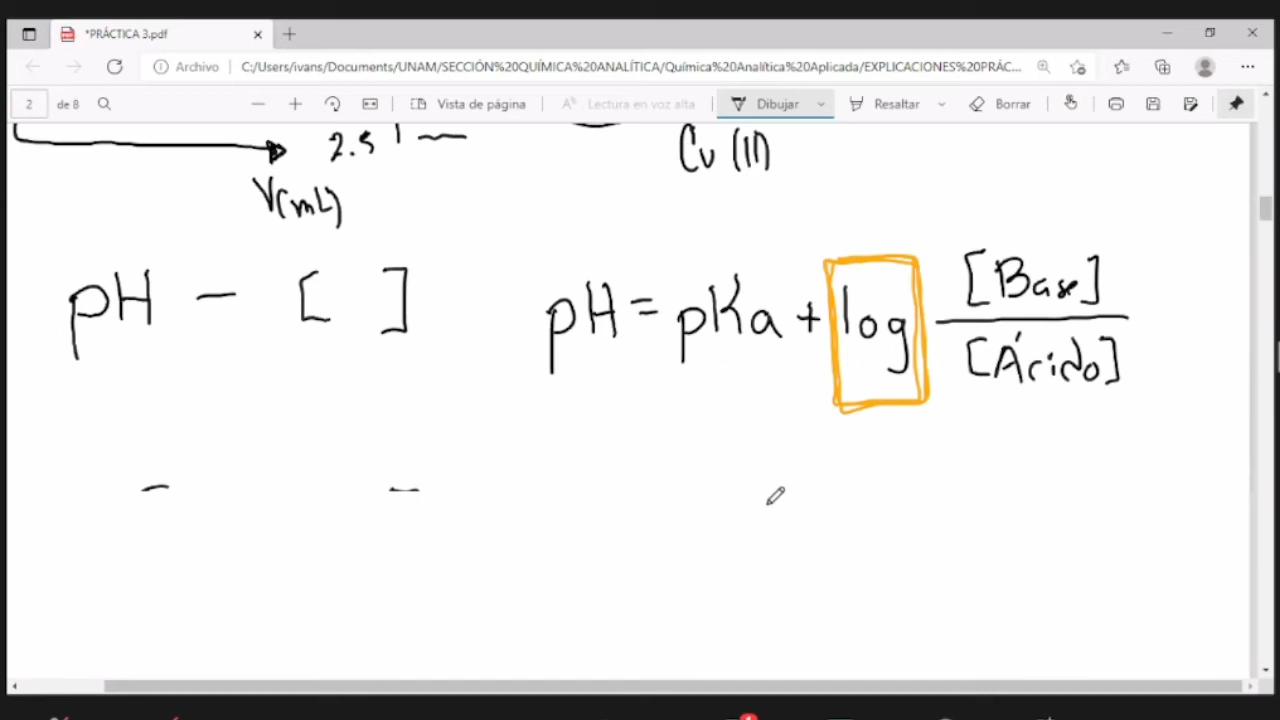 *PRÁCTICA 3.pdf
Archivo C:/Users/ivans/Documents/UNAM/SECCIÓN%20QUÍMICA%20ANALÍTICA/Química%20Analítica%20Aplicada/EXPLICACIONES%20PRÁC...
2 de 8 Vista de página Lectura en voz alta Dibujar Resaltar Borrar
2.5
Cu (II)
V(mL)
pH - [ ]
pH = pKa + log [Base]
[Ácido]